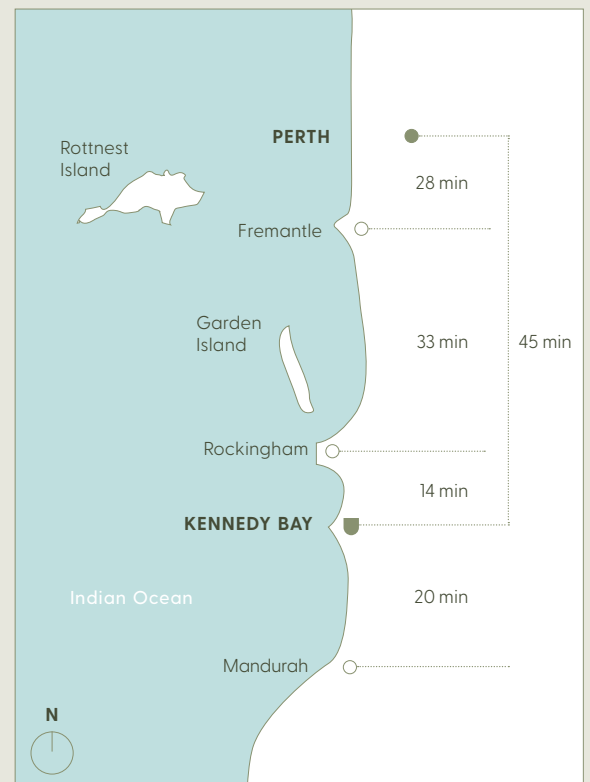 PERTH
Rottnest
Island
28 min
Fremantle
Garden
Island
33 min
45 min
Rockingham
14 min
KENNEDY BAY
Indian Ocean
20 min
Mandurah
N